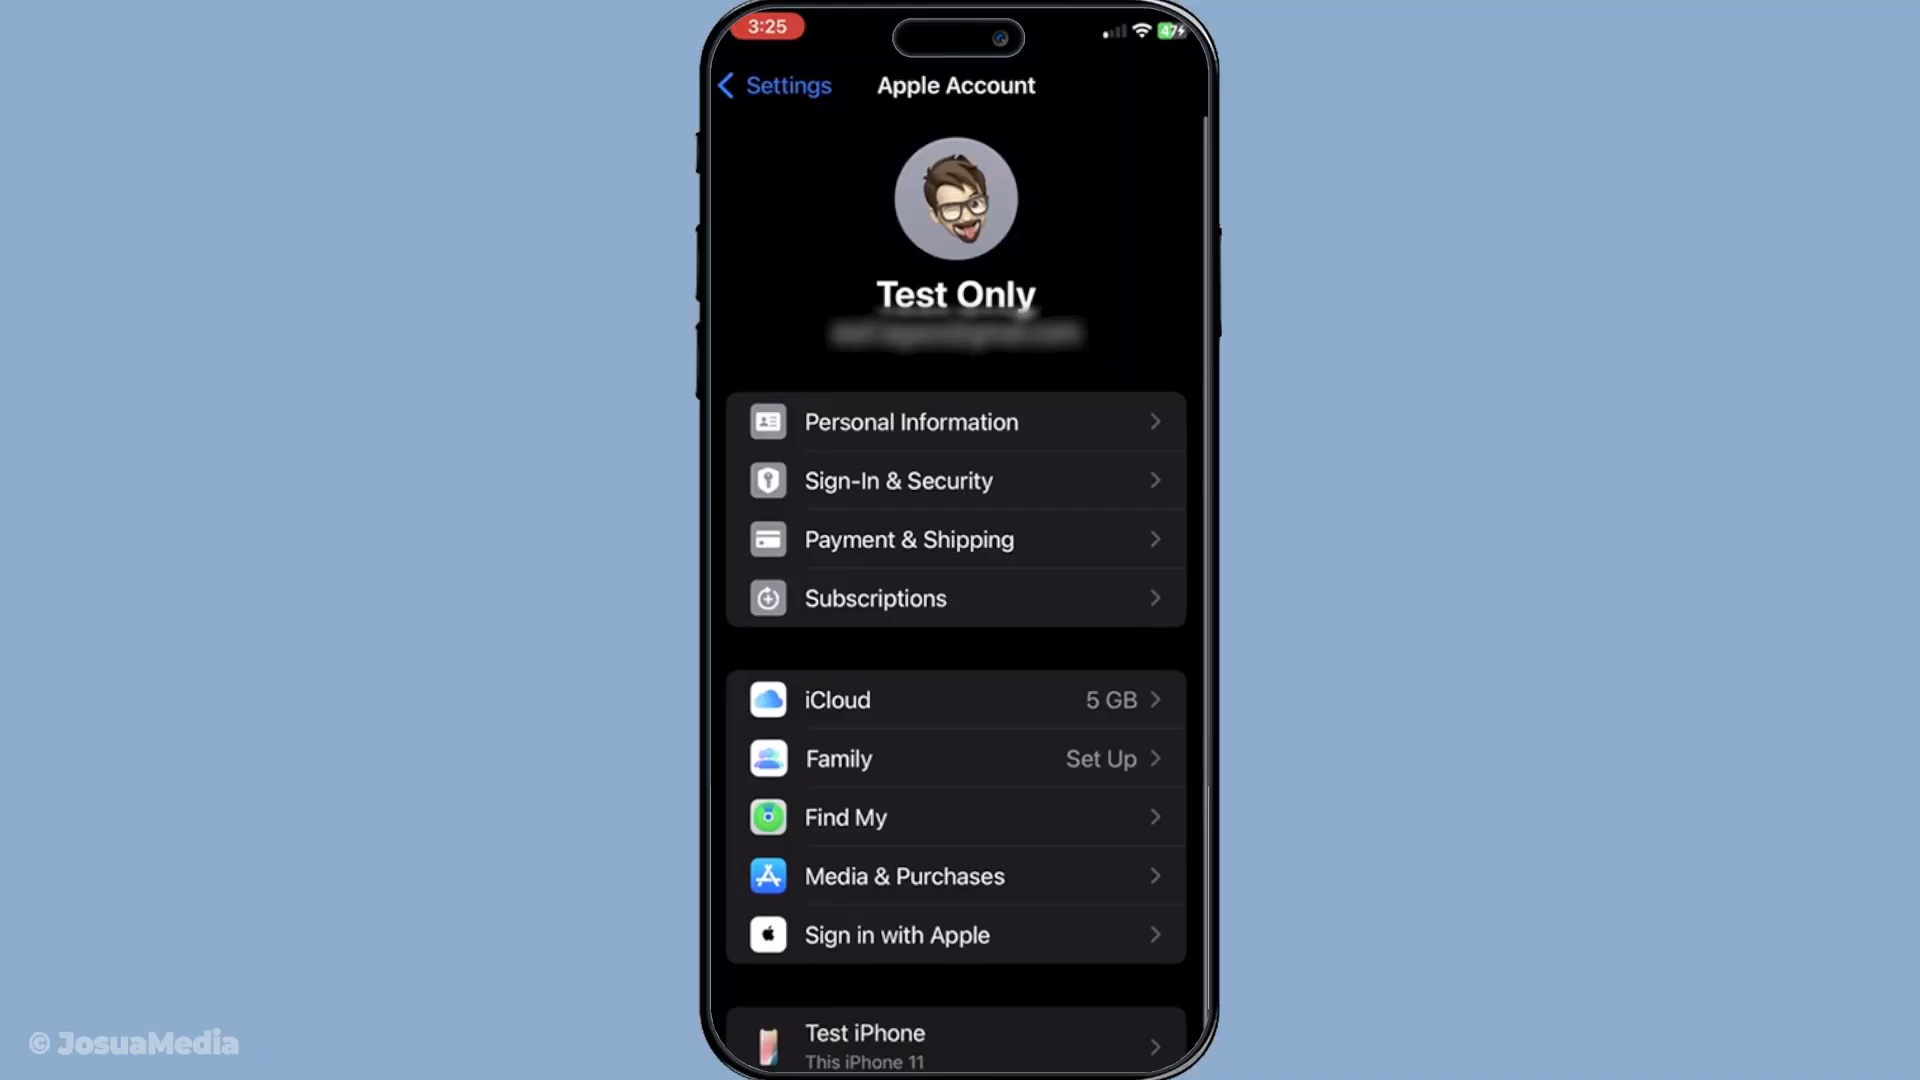 3:25
47
Settings
Apple Account
Test Only
Personal Information
Sign-In & Security
Payment & Shipping
Subscriptions
iCloud
5 GB
Family
Set Up
Find My
Media & Purchases
Sign in with Apple
Test iPhone
This iPhone 11
© JosuaMedia